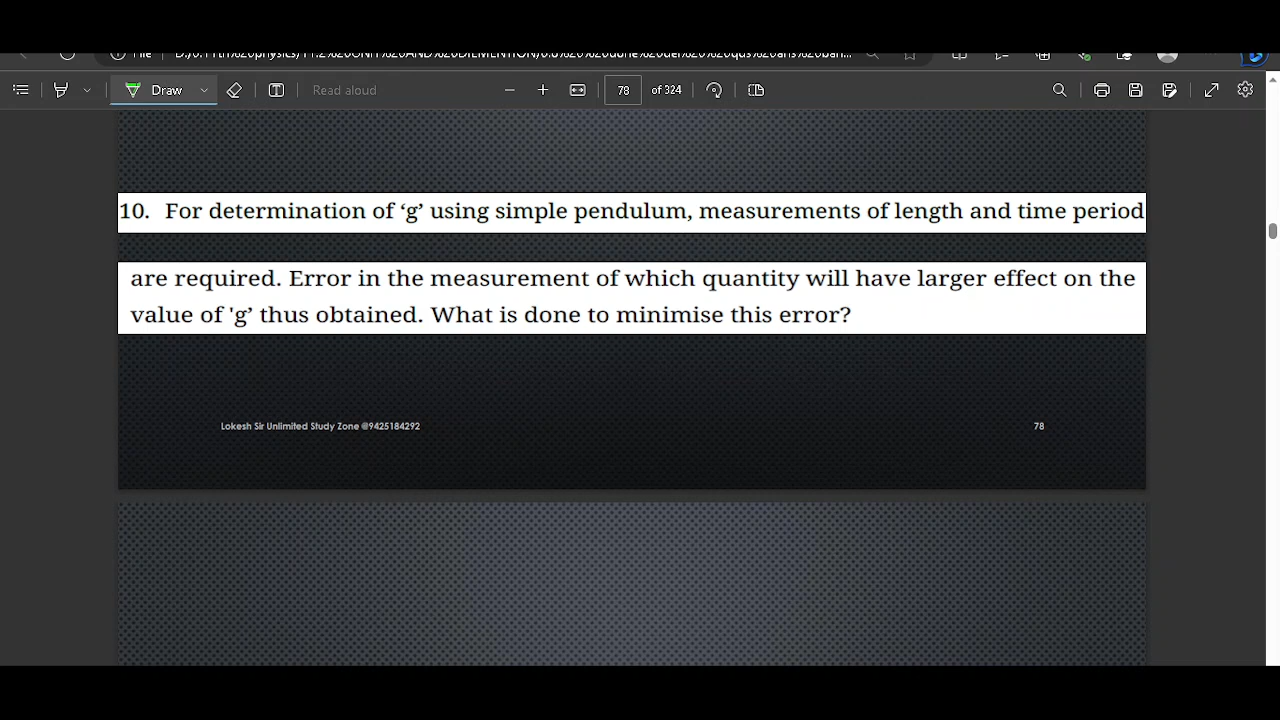 Draw
Read aloud
78
of 324
10. For determination of ‘g’ using simple pendulum, measurements of length and time period
are required. Error in the measurement of which quantity will have larger effect on the
value of 'g’ thus obtained. What is done to minimise this error?
Lokesh Sir Unlimited Study Zone @9425184292
78